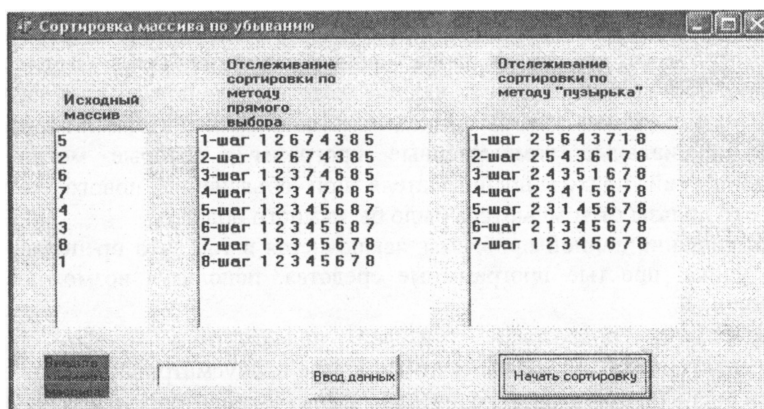 Сортировка массива по убыванию
Исходный
массив
5
2
6
7
4
3
8
1
Отслеживание
сортировки по
методу
прямого
выбора
1-шаг 1 2 6 7 4 3 8 5
2-шаг 1 2 6 7 4 3 8 5
3-шаг 1 2 3 7 4 6 8 5
4-шаг 1 2 3 4 7 6 8 5
5-шаг 1 2 3 4 5 6 8 7
6-шаг 1 2 3 4 5 6 8 7
7-шаг 1 2 3 4 5 6 7 8
8-шаг 1 2 3 4 5 6 7 8
Отслеживание
сортировки по
методу "пузырька"
1-шаг 2 5 6 4 3 7 1 8
2-шаг 2 5 4 3 6 1 7 8
3-шаг 2 4 3 5 1 6 7 8
4-шаг 2 3 4 1 5 6 7 8
5-шаг 2 3 1 4 5 6 7 8
6-шаг 2 1 3 4 5 6 7 8
7-шаг 1 2 3 4 5 6 7 8
Ввод данных
Начать сортировку